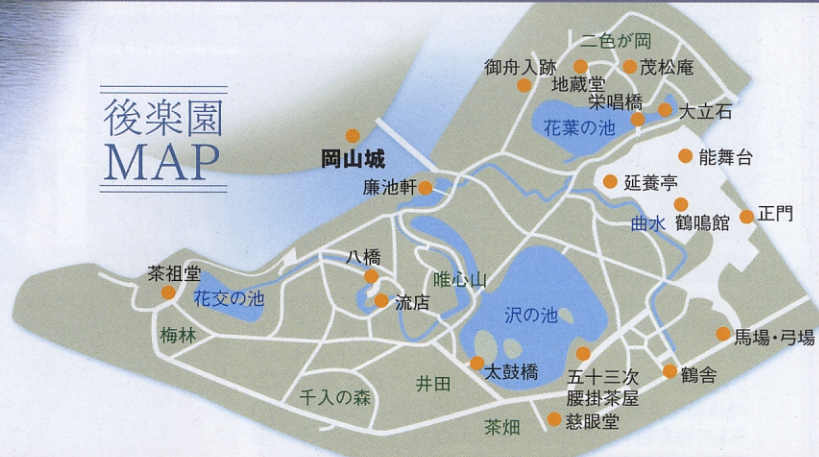 後楽園
MAP
二色が岡
御舟入跡
地蔵堂
茂松庵
栄唱橋
大立石
花葉の池
岡山城
能舞台
廉池軒
延養亭
曲水
鶴鳴館
正門
八橋
唯心山
茶祖堂
花交の池
流店
沢の池
梅林
馬場・弓場
太鼓橋
五十三次
腰掛茶屋
鶴舎
井田
千入の森
茶畑
慈眼堂